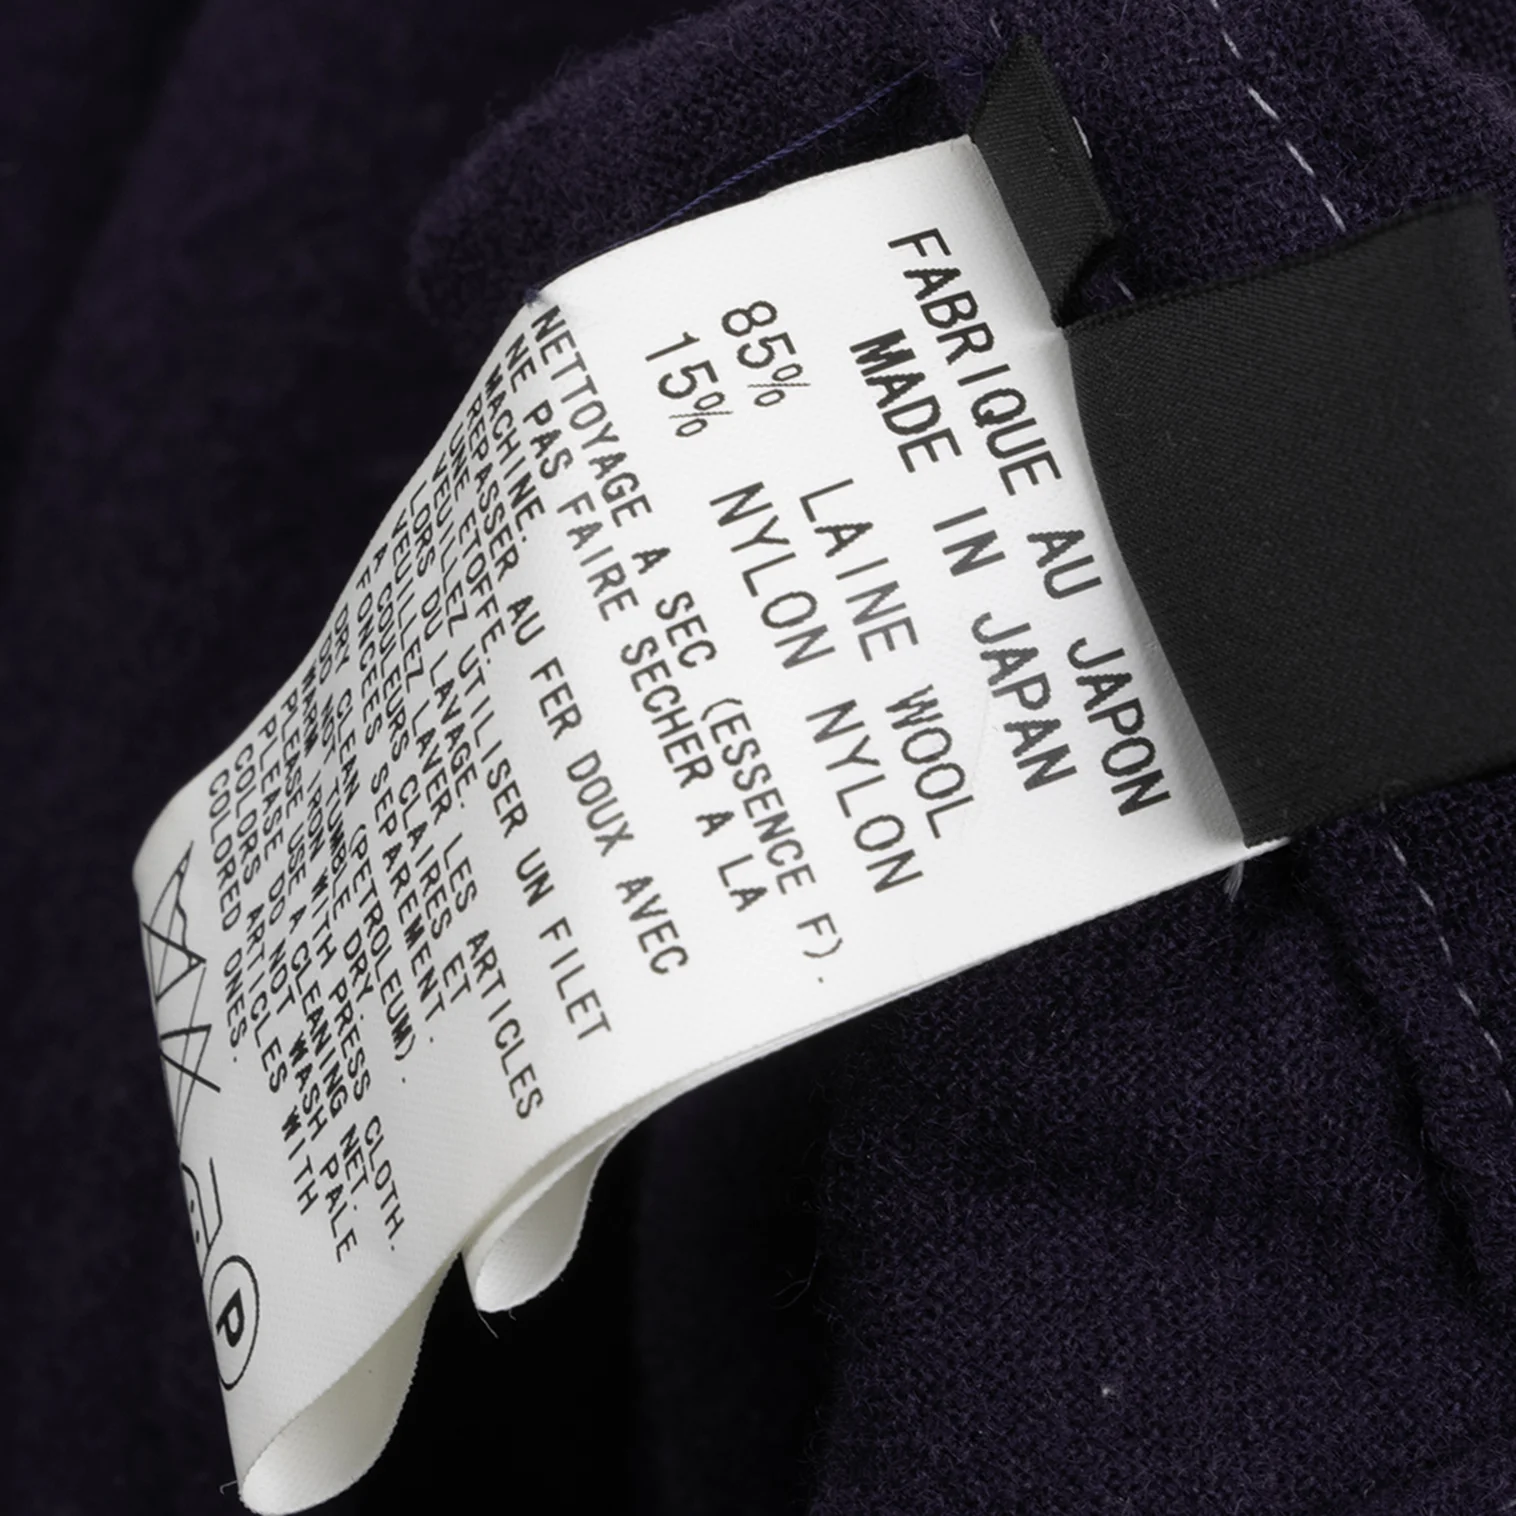 FABRIQUE AU JAPON
MADE IN JAPAN
85% LAINE WOOL
15% NYLON NYLON
NETTOYAGE A SEC (ESSENCE F).
NE PAS FAIRE SECHER A LA
MACHINE.
REPASSER AU FER DOUX AVEC
UNE ETOFFE.
VEUILLEZ UTILISER UN FILET
LORS DU LAVAGE.
VEUILLEZ LAVER LES ARTICLES
A COULEURS CLAIRES ET
FONCEES SEPAREMENT.
DRY CLEAN (PETROLEUM).
DO NOT TUMBLE DRY.
WARM IRON WITH PRESS CLOTH.
PLEASE USE A CLEANING NET.
PLEASE DO NOT WASH PALE
COLORS ARTICLES WITH
COLORED ONES.
P